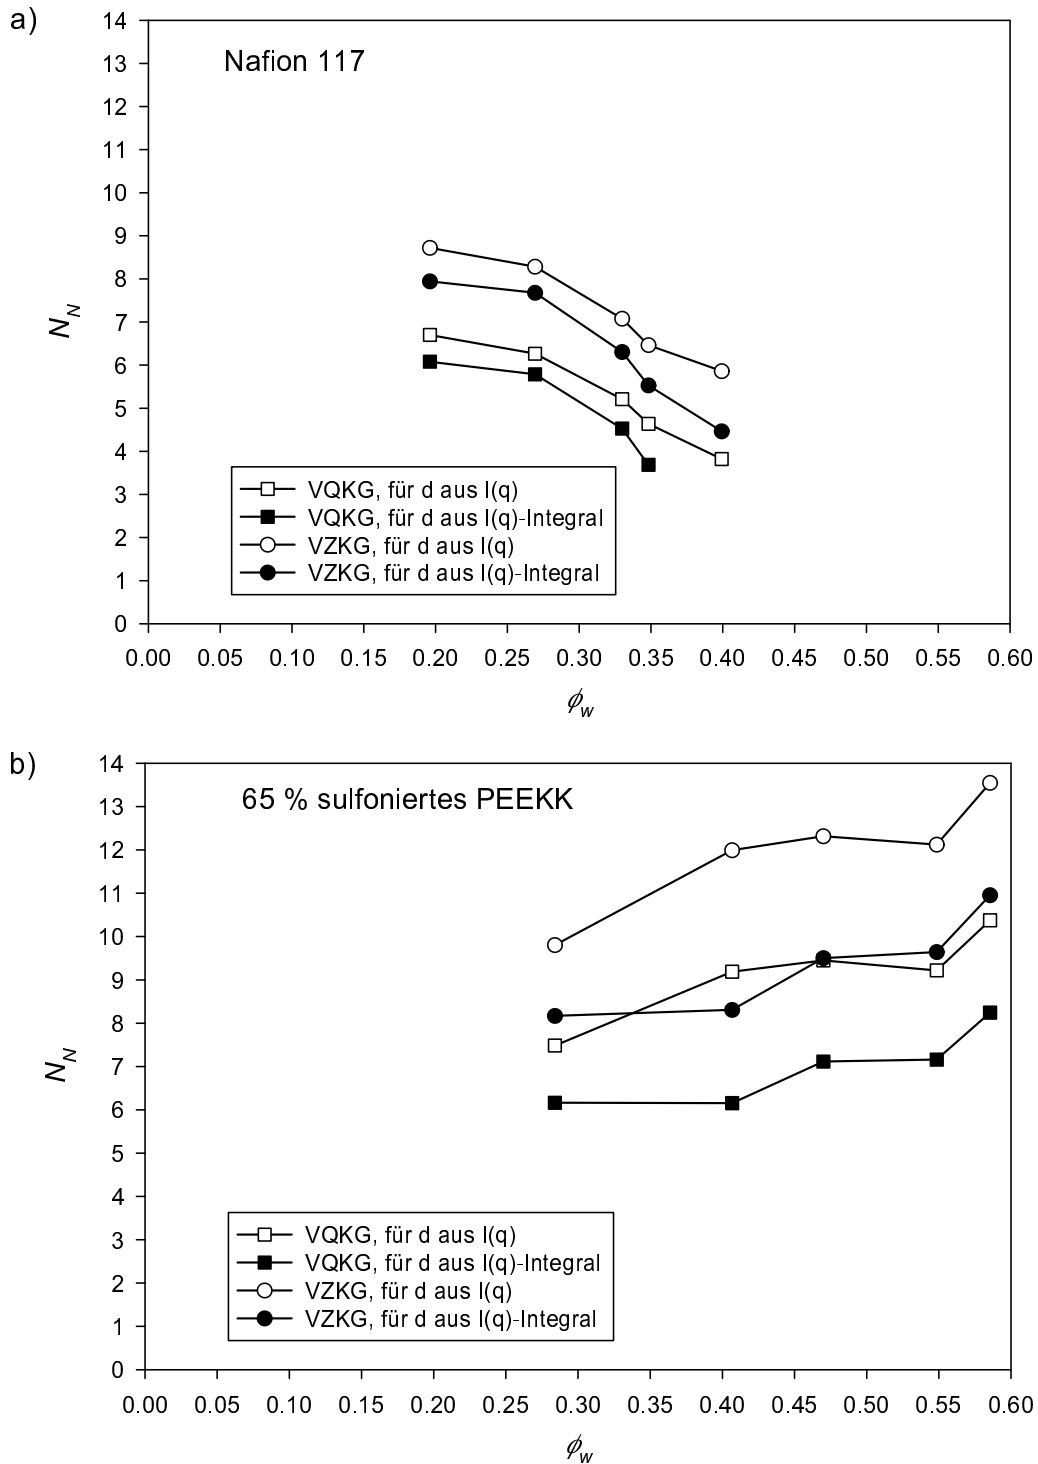 a)
Nafion 117
14
13
12
11
10
9
8
7
6
5
4
3
2
1
0
N_N
VQKG, für d aus I(q)
VQKG, für d aus I(q)-Integral
VZKG, für d aus I(q)
VZKG, für d aus I(q)-Integral
0.00 0.05 0.10 0.15 0.20 0.25 0.30 0.35 0.40 0.45 0.50 0.55 0.60
ϕ_w
b)
65 % sulfoniertes PEEKK
14
13
12
11
10
9
8
7
6
5
4
3
2
1
0
N_N
VQKG, für d aus I(q)
VQKG, für d aus I(q)-Integral
VZKG, für d aus I(q)
VZKG, für d aus I(q)-Integral
0.00 0.05 0.10 0.15 0.20 0.25 0.30 0.35 0.40 0.45 0.50 0.55 0.60
ϕ_w